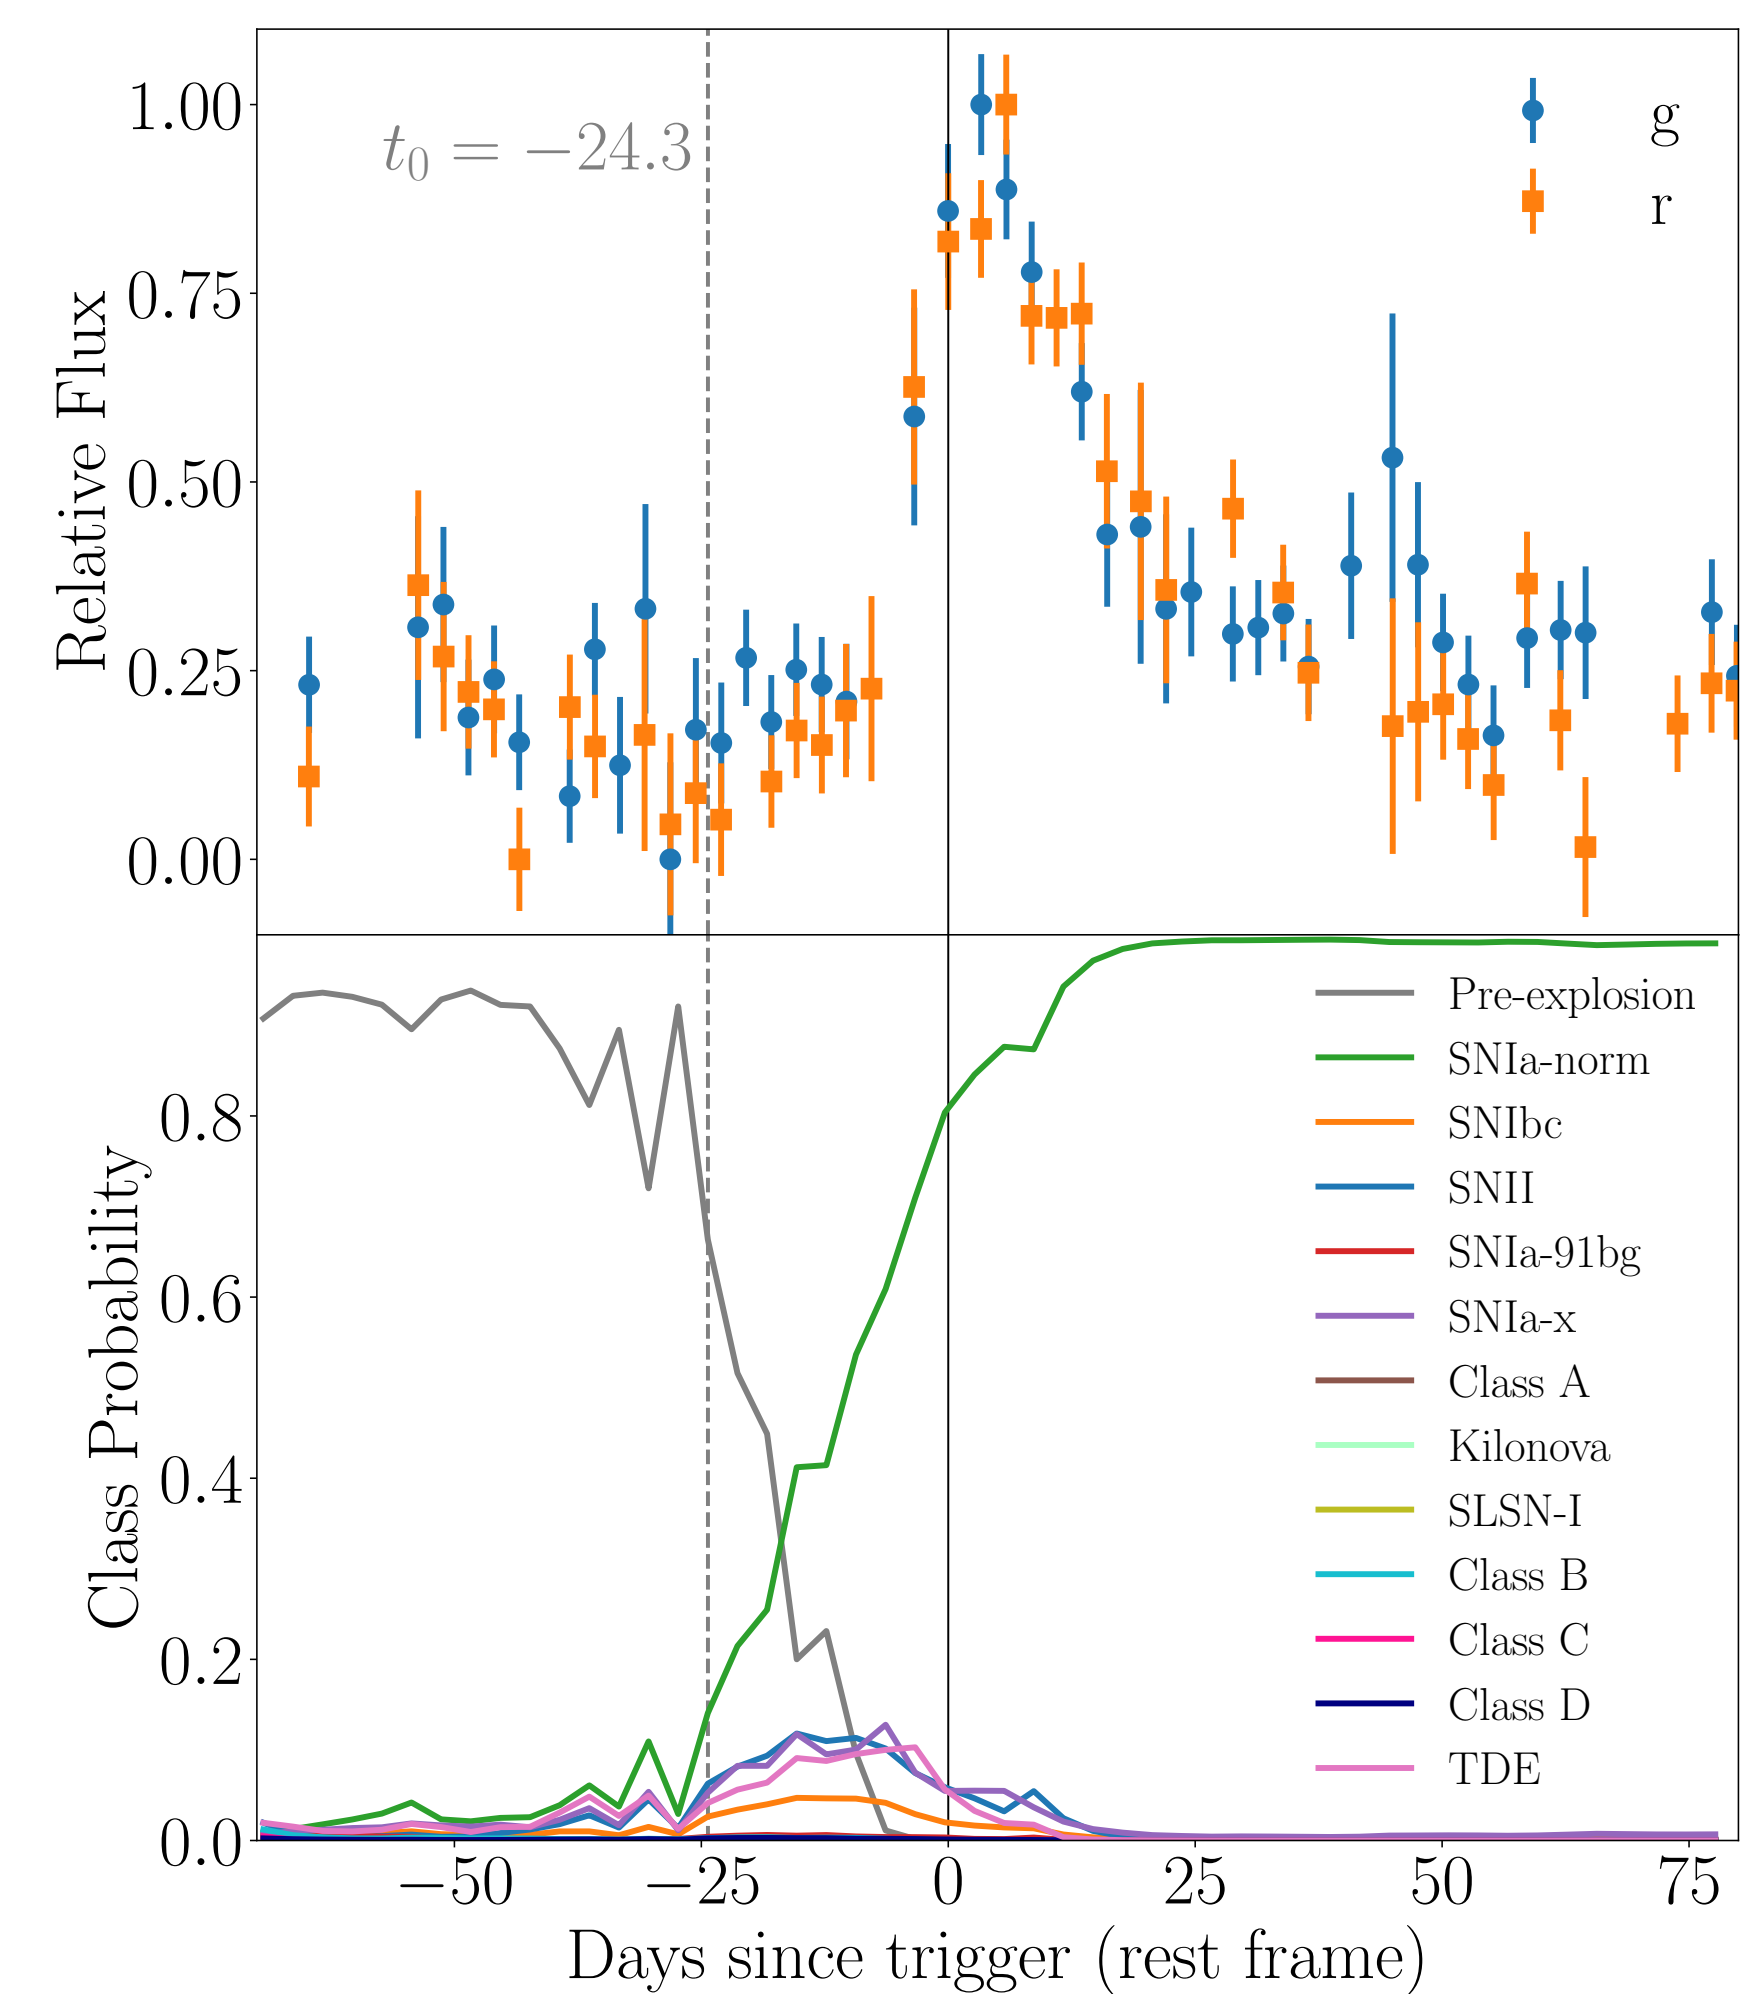 1.00
0.75
0.50
0.25
0.00
Relative Flux
t₀ = −24.3
g
r
0.8
0.6
0.4
0.2
0.0
Class Probability
Pre-explosion
SNIa-norm
SNIbc
SNII
SNIa-91bg
SNIa-x
Class A
Kilonova
SLSN-I
Class B
Class C
Class D
TDE
−50 −25 0 25 50 75
Days since trigger (rest frame)